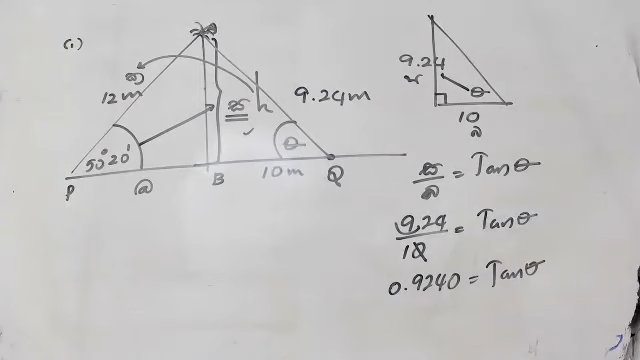 (i)
12m
h
9.24m
50°20'
θ
P
B
10m
Q
9.24
θ
10
= Tanθ
9.24/10 = Tanθ
0.9240 = Tanθ